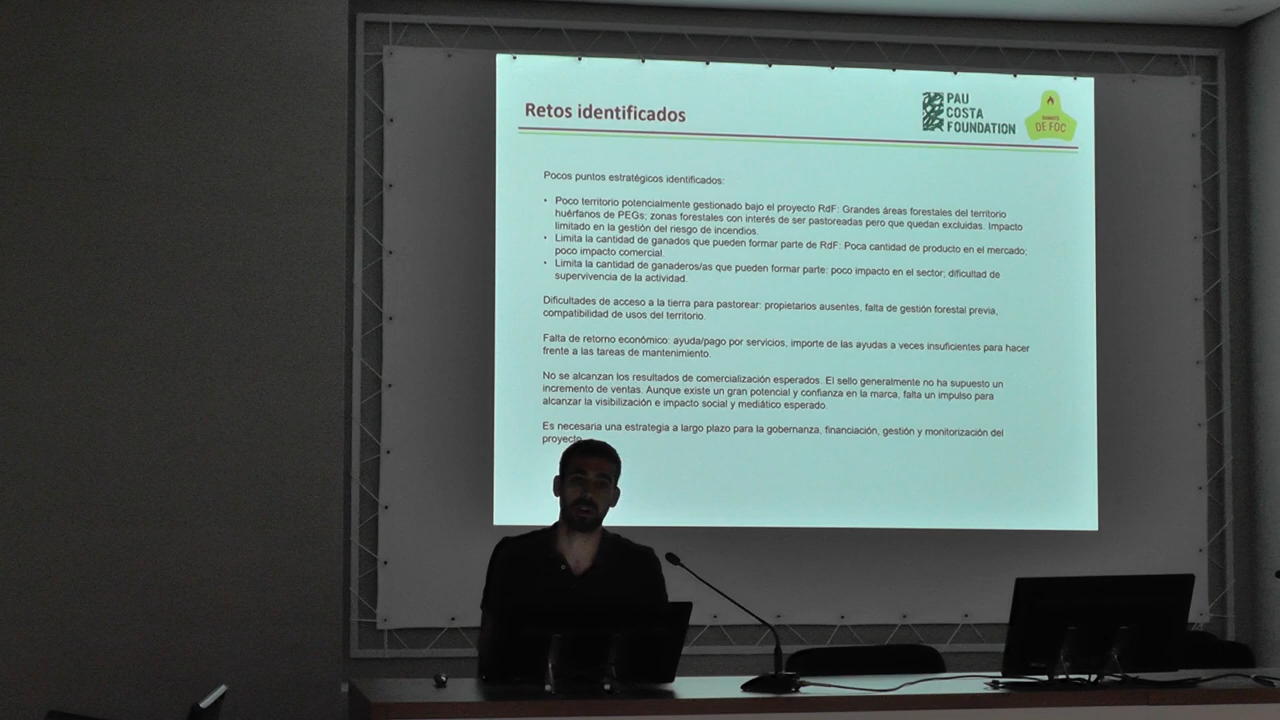 Retos identificados
PAU
COSTA
FOUNDATION
RAMATS
DE FOC
Pocos puntos estratégicos identificados:
• Poco territorio potencialmente gestionado bajo el proyecto RdF: Grandes áreas forestales del territorio
huérfanos de PEGs; zonas forestales con interés de ser pastoreadas pero que quedan excluidas. Impacto
limitado en la gestión del riesgo de incendios.
• Limita la cantidad de ganados que pueden formar parte de RdF: Poca cantidad de producto en el mercado;
poco impacto comercial.
• Limita la cantidad de ganaderos/as que pueden formar parte: poco impacto en el sector; dificultad de
supervivencia de la actividad.
Dificultades de acceso a la tierra para pastorear: propietarios ausentes, falta de gestión forestal previa,
compatibilidad de usos del territorio.
Falta de retorno económico: ayuda/pago por servicios, importe de las ayudas a veces insuficientes para hacer
frente a las tareas de mantenimiento.
No se alcanzan los resultados de comercialización esperados. El sello generalmente no ha supuesto un
incremento de ventas. Aunque existe un gran potencial y confianza en la marca, falta un impulso para
alcanzar la visibilización e impacto social y mediático esperado.
Es necesaria una estrategia a largo plazo para la gobernanza, financiación, gestión y monitorización del
proyecto